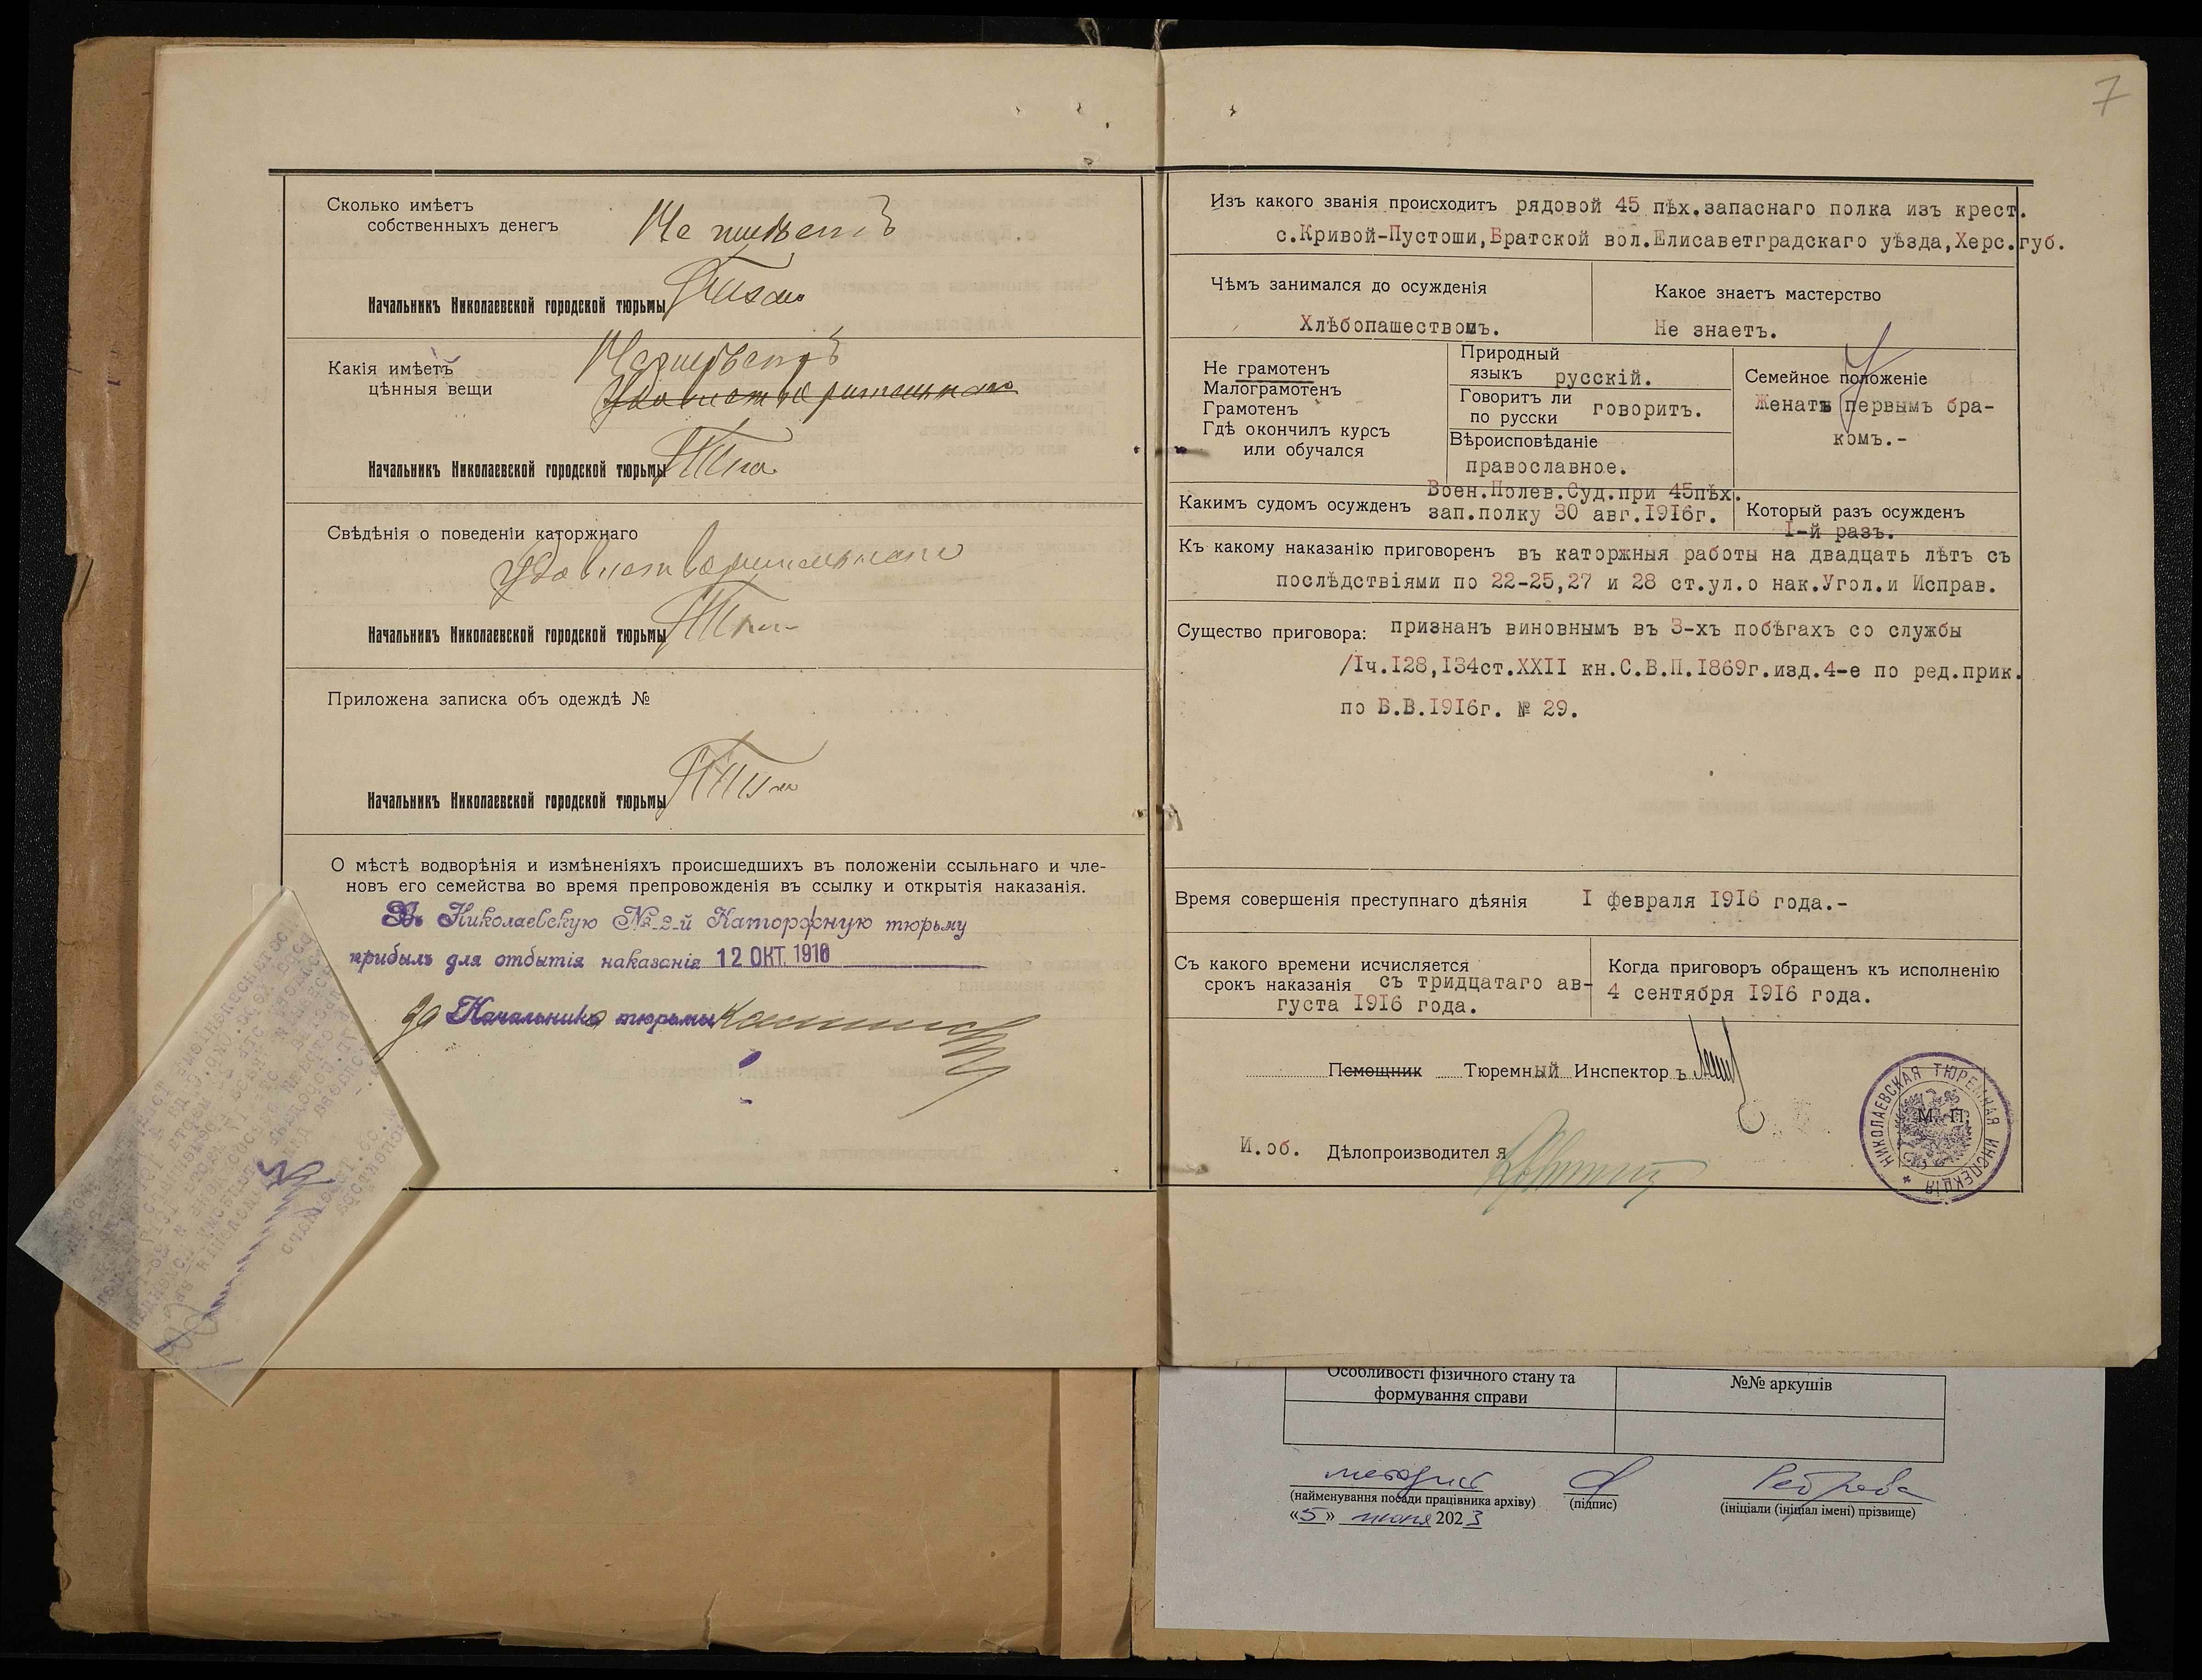 Сколько имѣетъ
собственныхъ денегъ
Не имѣетъ
Начальникъ Николаевской городской тюрьмы
Какія имѣетъ
цѣнныя вещи
Не имѣетъ
Удовлетворительнаго
Начальникъ Николаевской городской тюрьмы
Свѣдѣнія о поведеніи каторжнаго
Удовлетворительнаго
Начальникъ Николаевской городской тюрьмы
Приложена записка объ одеждѣ №
Начальникъ Николаевской городской тюрьмы
О мѣстѣ водворѣнія и измѣненіяхъ происшедшихъ въ положеніи ссыльнаго и чле-
новъ его семейства во время препровожденія въ ссылку и открытія наказанія.
Въ Николаевскую № 2-й Каторжную тюрьму
прибылъ для отбытія наказанія 12 ОКТ. 1916
За Начальника тюрьмы
7
Изъ какого званія происходитъ рядовой 45 пѣх.запаснаго полка изъ крест.
с.Кривой-Пустоши,Братской вол.Елисаветградскаго уѣзда,Херс.губ.
Чѣмъ занимался до осужденія
Хлѣбопашествомъ.
Какое знаетъ мастерство
Не знаетъ.
Не грамотенъ
Малограмотенъ
Грамотенъ
Гдѣ окончилъ курсъ
или обучался
Природный
языкъ русскій.
Говоритъ ли
по русски говоритъ.
Вѣроисповѣданіе
православное.
Семейное положеніе
Женатъ первымъ бра-
комъ.-
Каким​ъ судомъ осужденъ Воен.Полев.Суд.при 45пѣх.
зап.полку 30 авг.1916г.
Который разъ осужденъ
I-й разъ.
Къ какому наказанію приговоренъ въ каторжныя работы на двадцать лѣтъ съ
послѣдствіями по 22-25,27 и 28 ст.ул.о нак.Угол.и Исправ.
Существо приговора: признанъ виновнымъ въ 3-хъ побѣгахъ со службы
/Iч.I28,I34ст.XXII кн.С.В.П.I869г.изд.4-е по ред.прик.
по В.В.I9I6г. № 29.
Время совершенія преступнаго дѣянія I февраля I9I6 года.-
Съ какого времени исчисляется
срокъ наказанія съ тридцатаго ав-
густа I9I6 года.
Когда приговоръ обращенъ къ исполненію
4 сентября I9I6 года.
Помощник Тюремный Инспектор ъ
М. П.
НИКОЛАЕВСКАЯ ТЮРЕМНАЯ ИНСПЕКЦІЯ
И.об. Дѣлопроизводител я
Особливості фізичного стану та
формування справи
№№ аркушів
методист
(найменування посади працівника архіву)
(підпис)
(ініціали (ініціал імені) прізвище)
«5» июня 2023